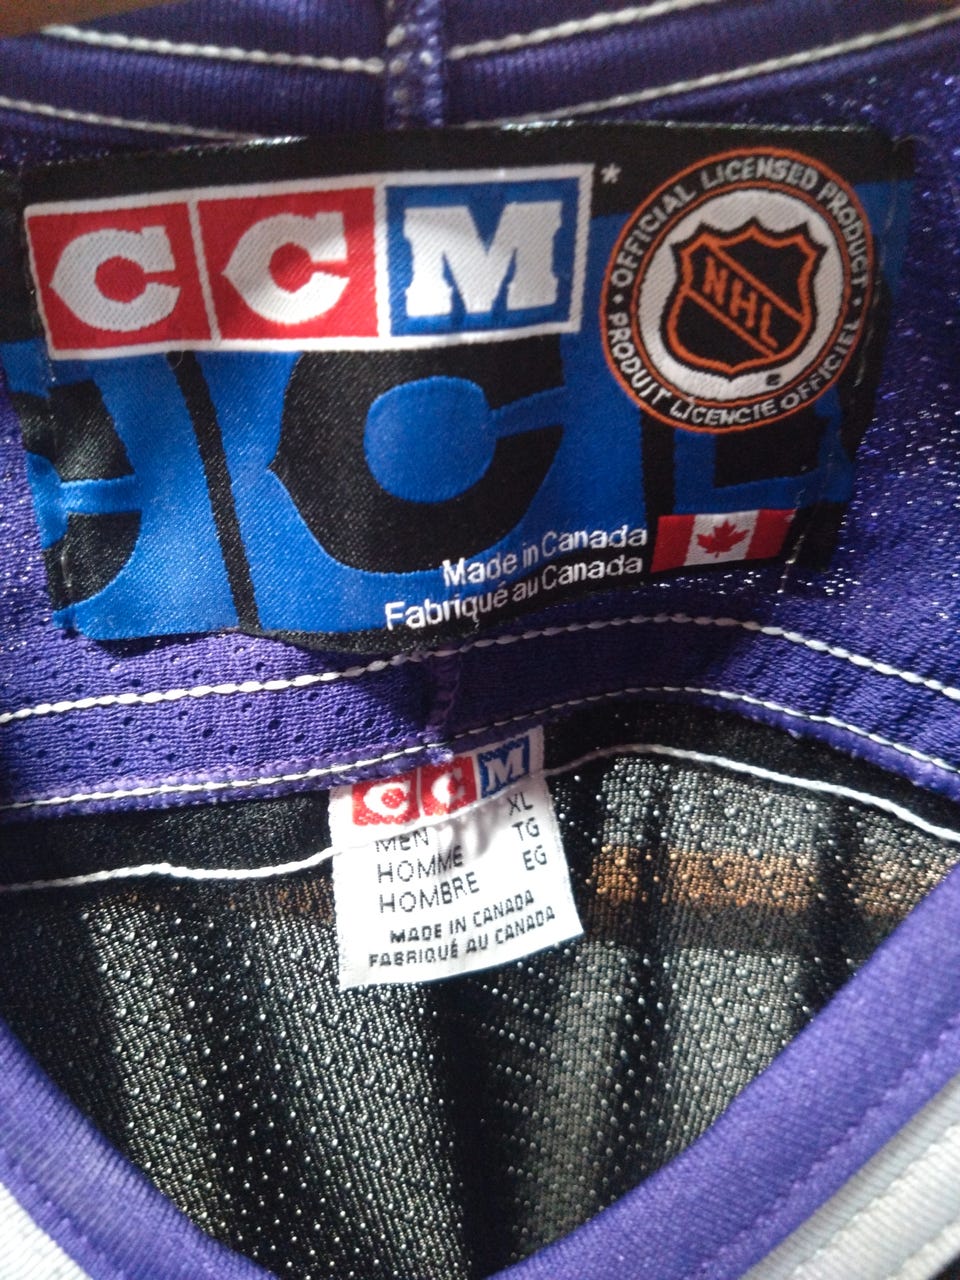 CCM*
OFFICIAL LICENSED PRODUCT
NHL
PRODUIT LICENCIE OFFICIEL
Made in Canada
Fabriqué au Canada
CCM
MEN XL
HOMME TG
HOMBRE EG
MADE IN CANADA
FABRIQUÉ AU CANADA